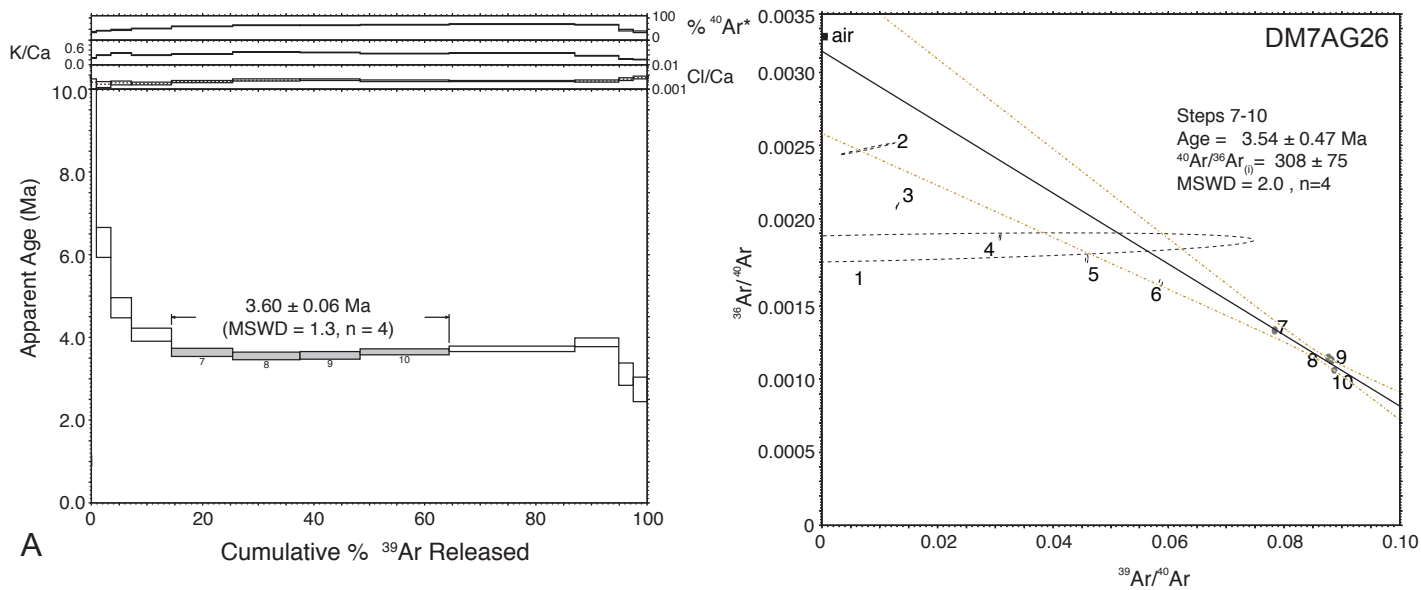 100
% ⁴⁰Ar*
0
K/Ca
0.6
0.0
0.01
Cl/Ca
0.001
10.0
8.0
6.0
4.0
2.0
0.0
Apparent Age (Ma)
3.60 ± 0.06 Ma
(MSWD = 1.3, n = 4)
7
8
9
10
0
20
40
60
80
100
Cumulative % ³⁹Ar Released
A
DM7AG26
0.0035
0.0030
0.0025
0.0020
0.0015
0.0010
0.0005
0
³⁶Ar/⁴⁰Ar
air
Steps 7-10
Age = 3.54 ± 0.47 Ma
⁴⁰Ar/³⁶Ar(i)= 308 ± 75
MSWD = 2.0 , n=4
2
3
4
1
5
6
7
8
9
10
0
0.02
0.04
0.06
0.08
0.10
³⁹Ar/⁴⁰Ar